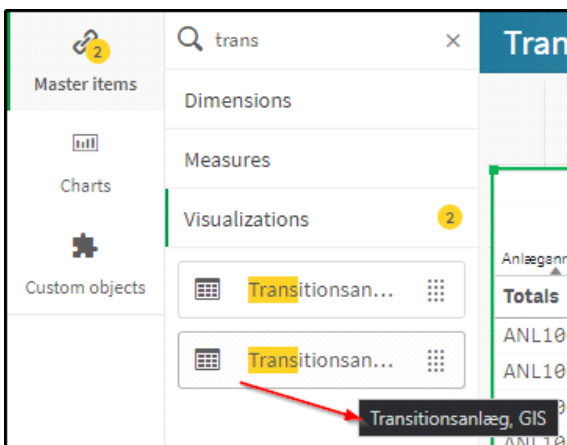 2
Master items
Charts
Custom objects
trans
Dimensions
Measures
Visualizations 2
Transitionsan...
Transitionsan...
Transitionsanlæg, GIS
Tran
Totals
ANL10
ANL10